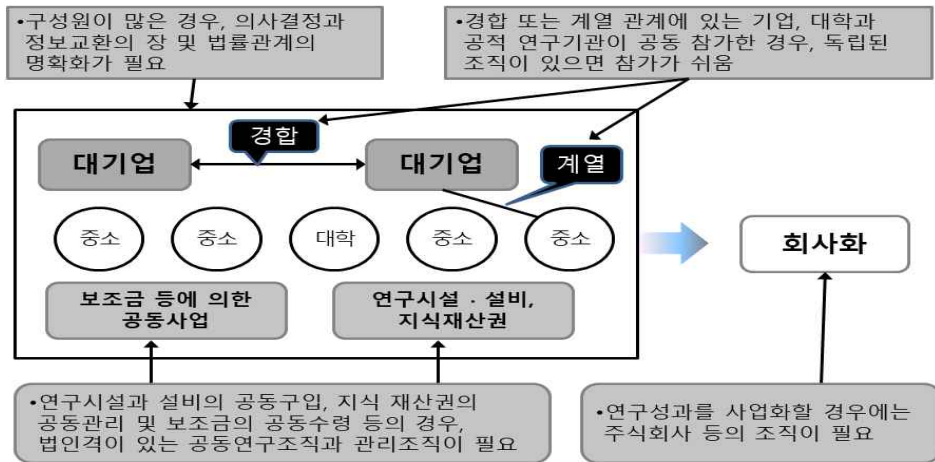 •구성원이 많은 경우, 의사결정과
정보교환의 장 및 법률관계의
명확화가 필요
•경합 또는 계열 관계에 있는 기업, 대학과
공적 연구기관이 공동 참가한 경우, 독립된
조직이 있으면 참가가 쉬움
경합
대기업
대기업
계열
중소
중소
대학
중소
중소
회사화
보조금 등에 의한
공동사업
연구시설 · 설비,
지식재산권
•연구시설과 설비의 공동구입, 지식 재산권의
공동관리 및 보조금의 공동수령 등의 경우,
법인격이 있는 공동연구조직과 관리조직이 필요
•연구성과를 사업화할 경우에는
주식회사 등의 조직이 필요